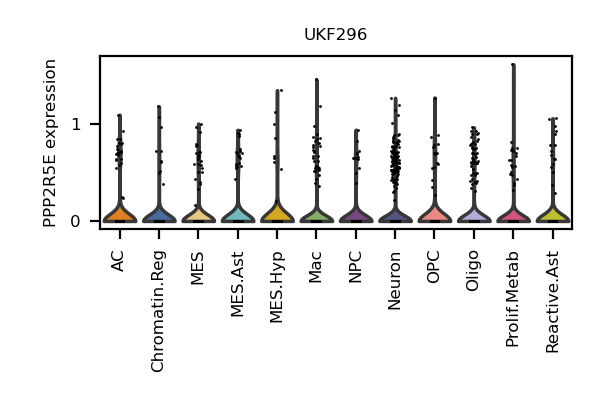 UKF296
PPP2R5E expression
1
0
AC
Chromatin.Reg
MES
MES.Ast
MES.Hyp
Mac
NPC
Neuron
OPC
Oligo
Prolif.Metab
Reactive.Ast